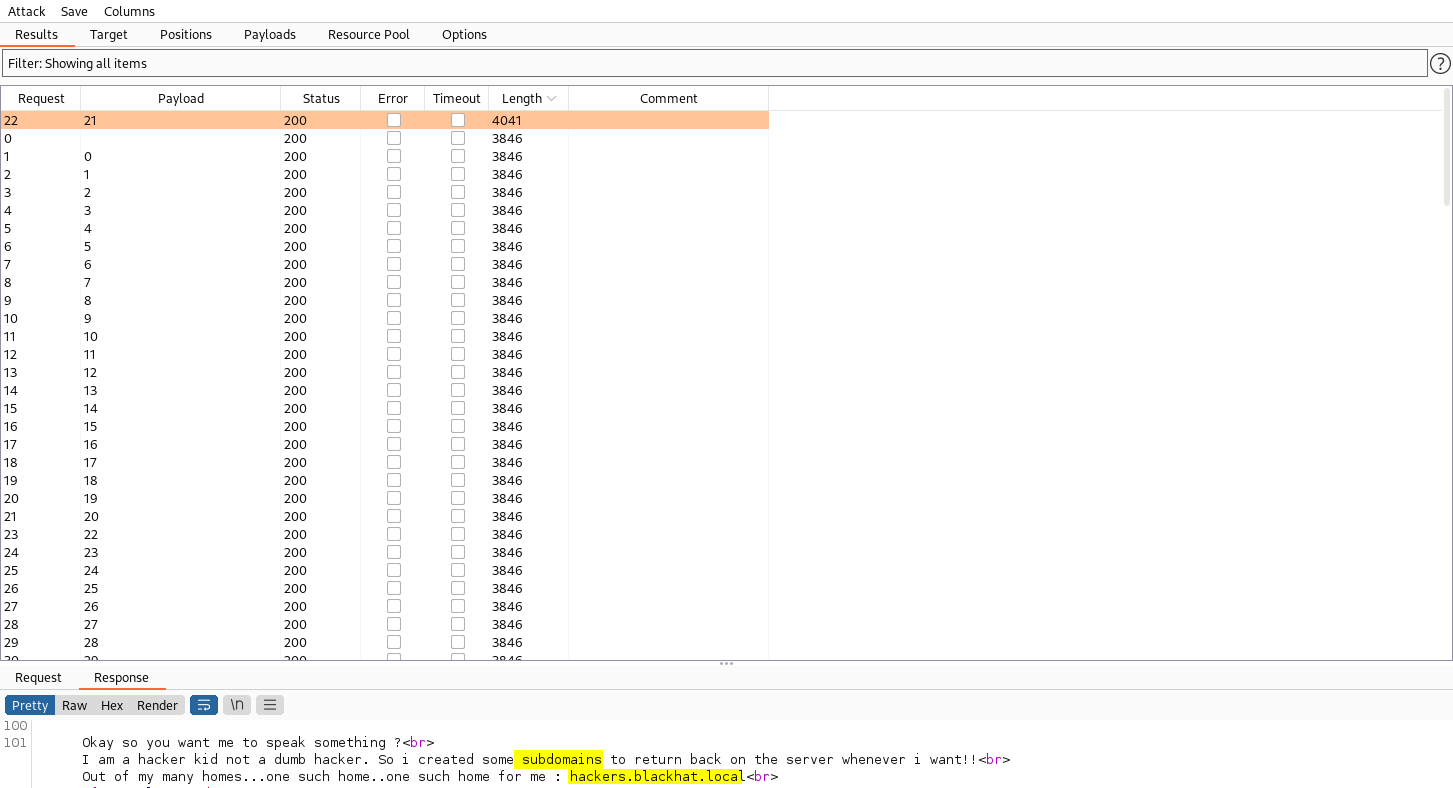 Attack Save Columns
Results Target Positions Payloads Resource Pool Options
Filter: Showing all items
?
Request Payload Status Error Timeout Length Comment
22 21 200 4041
0 200 3846
1 0 200 3846
2 1 200 3846
3 2 200 3846
4 3 200 3846
5 4 200 3846
6 5 200 3846
7 6 200 3846
8 7 200 3846
9 8 200 3846
10 9 200 3846
11 10 200 3846
12 11 200 3846
13 12 200 3846
14 13 200 3846
15 14 200 3846
16 15 200 3846
17 16 200 3846
18 17 200 3846
19 18 200 3846
20 19 200 3846
21 20 200 3846
23 22 200 3846
24 23 200 3846
25 24 200 3846
26 25 200 3846
27 26 200 3846
28 27 200 3846
29 28 200 3846
30 29 200 3846
Request Response
Pretty Raw Hex Render \n
100
101 Okay so you want me to speak something ?<br>
I am a hacker kid not a dumb hacker. So i created some subdomains to return back on the server whenever i want!!<br>
Out of my many homes...one such home..one such home for me : hackers.blackhat.local<br>